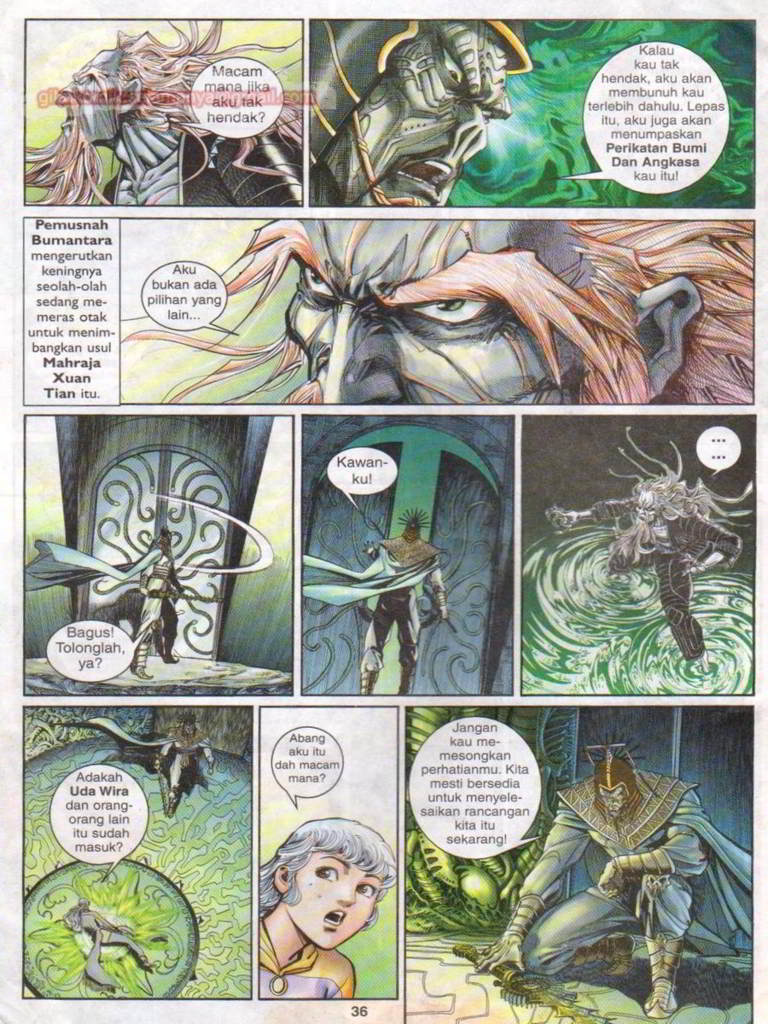 Macam
mana jika
aku tak
hendak?
Kalau
kau tak
hendak, aku akan
membunuh kau
terlebih dahulu. Lepas
itu, aku juga akan
menumpaskan
Perikatan Bumi
Dan Angkasa
kau itu!
Pemusnah
Bumantara
mengerutkan
keningnya
seolah-olah
sedang me-
meras otak
untuk menim-
bangkan usul
Mahraja
Xuan
Tian itu.
Aku
bukan ada
pilihan yang
lain...
Bagus!
Tolonglah,
ya?
Kawan-
ku!
...
...
Adakah
Uda Wira
dan orang-
orang lain
itu sudah
masuk?
Abang
aku itu
dah macam
mana?
Jangan
kau me-
mesongkan
perhatianmu. Kita
mesti bersedia
untuk menyele-
saikan rancangan
kita itu
sekarang!
36